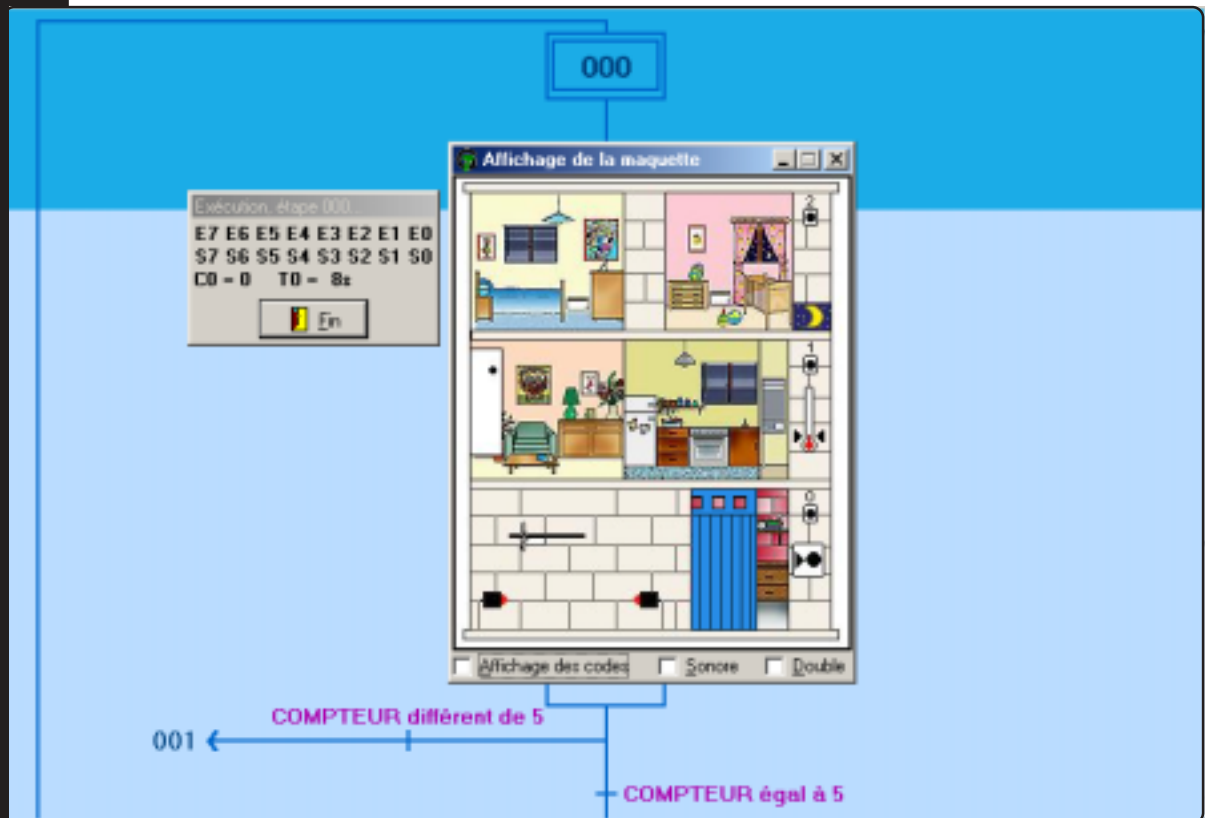 000
Affichage de la maquette
Exécution, étape 000...
E7 E6 E5 E4 E3 E2 E1 E0
S7 S6 S5 S4 S3 S2 S1 S0
C0 = 0 T0 = 8s
Fin
2
1
0
Affichage des codes Sonore Double
COMPTEUR différent de 5
001
COMPTEUR égal à 5